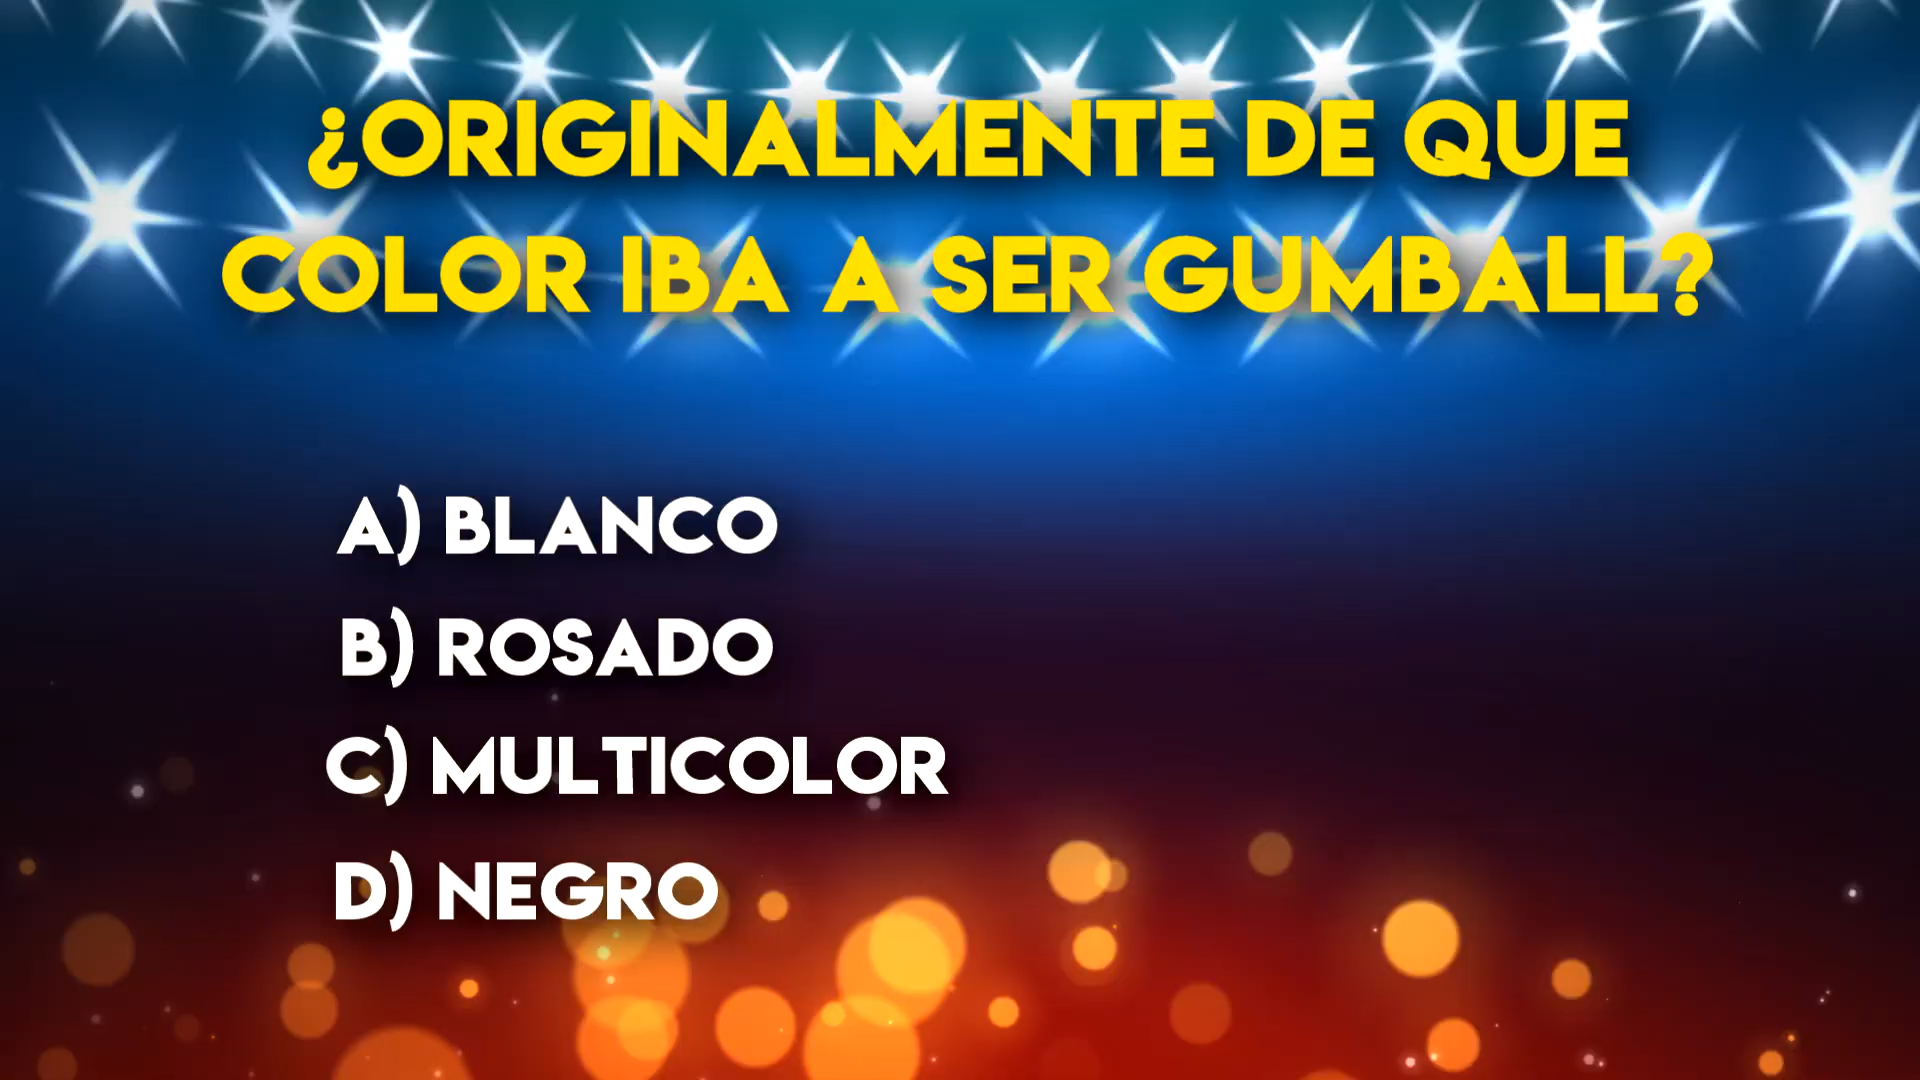 ¿ORIGINALMENTE DE QUE
COLOR IBA A SER GUMBALL?
A) BLANCO
B) ROSADO
C) MULTICOLOR
D) NEGRO